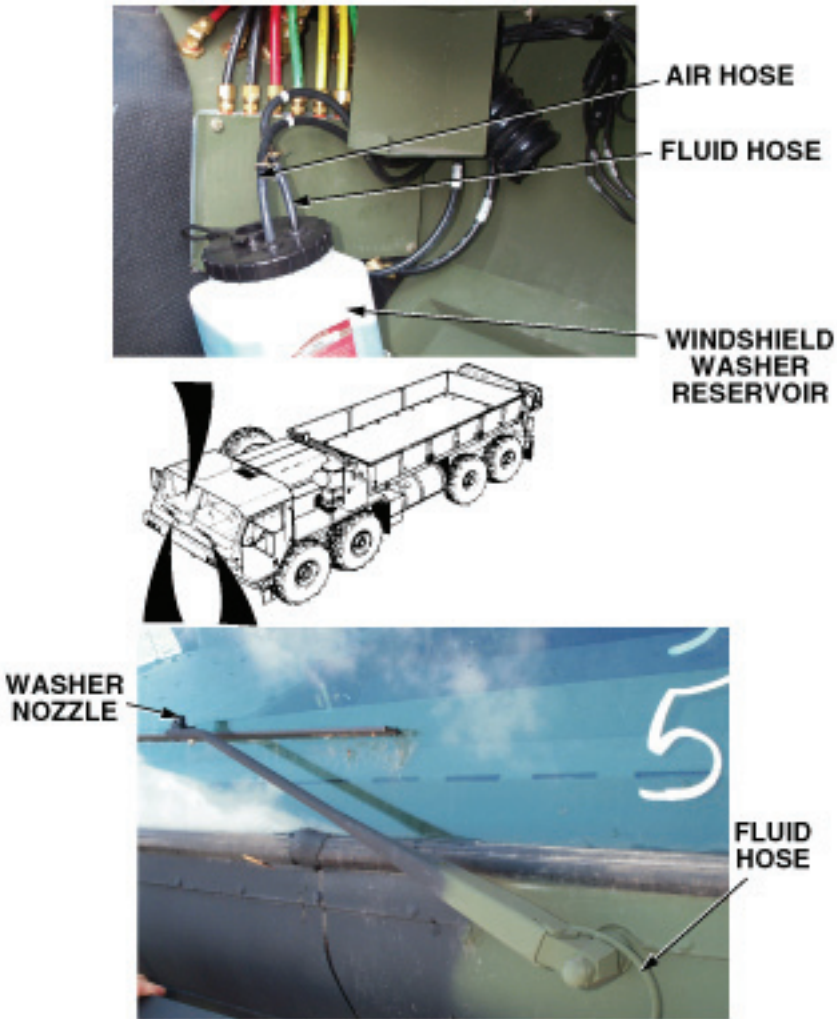 AIR HOSE
FLUID HOSE
WINDSHIELD
WASHER
RESERVOIR
WASHER
NOZZLE
5
FLUID
HOSE